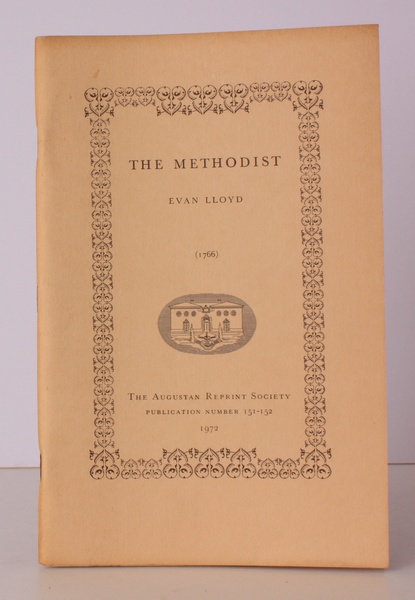 THE METHODIST
EVAN LLOYD
(1766)
THE AUGUSTAN REPRINT SOCIETY
PUBLICATION NUMBER 151-152
1972